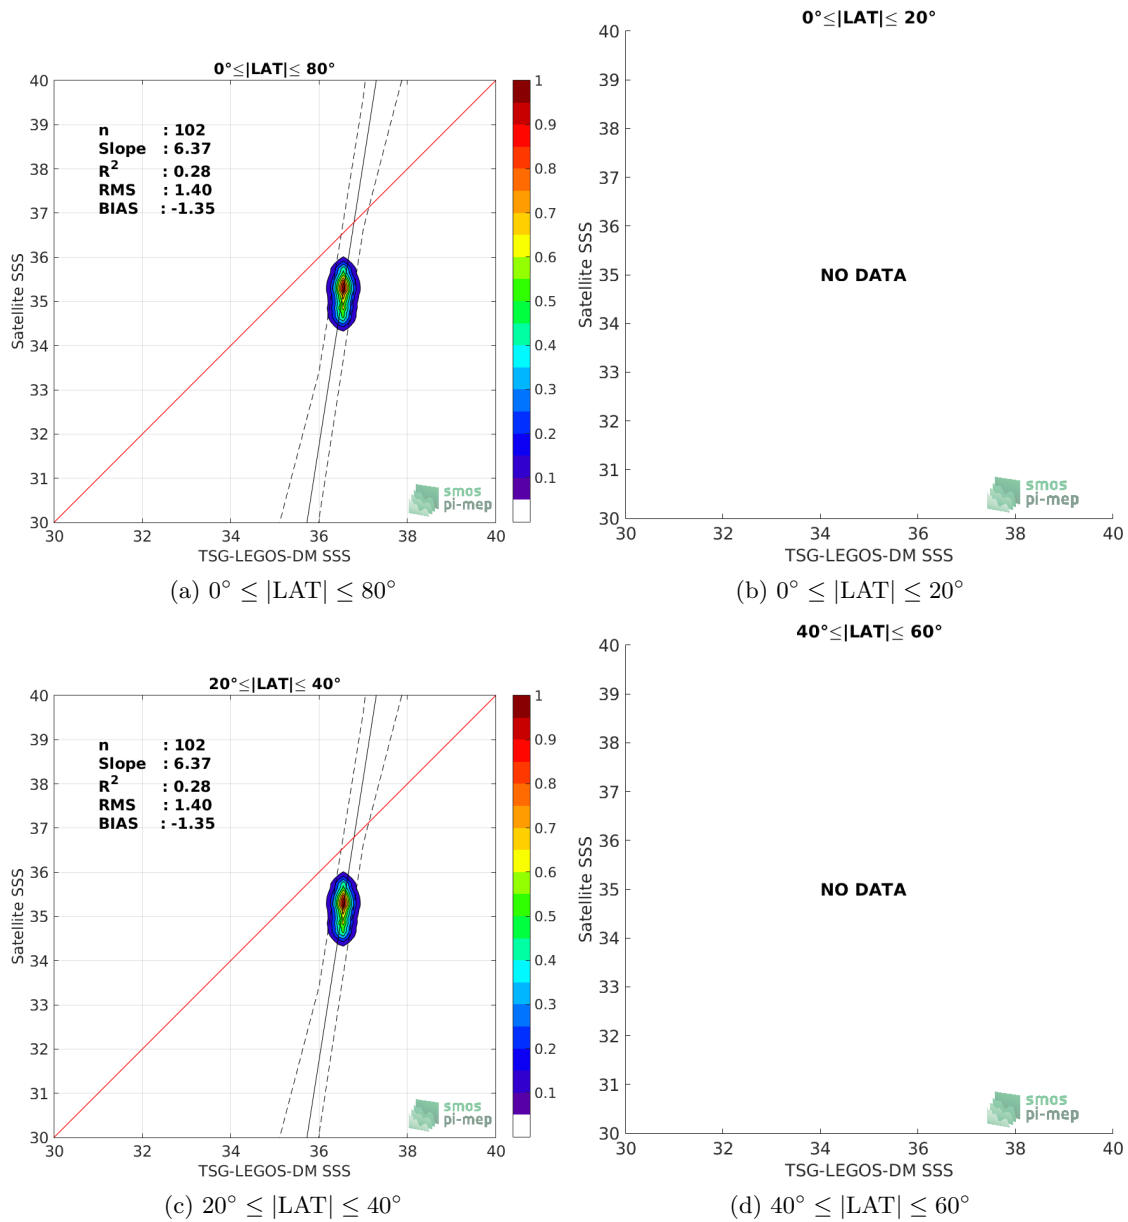 0°≤|LAT|≤ 80°
40
39
38
37
36
35
34
33
32
31
30
n : 102
Slope : 6.37
R² : 0.28
RMS : 1.40
BIAS : -1.35
Satellite SSS
30 32 34 36 38 40
TSG-LEGOS-DM SSS
1
0.9
0.8
0.7
0.6
0.5
0.4
0.3
0.2
0.1
smos
pi-mep
(a) 0° ≤ |LAT| ≤ 80°
0°≤|LAT|≤ 20°
40
39
38
37
36
35
34
33
32
31
30
Satellite SSS
NO DATA
smos
pi-mep
30 32 34 36 38 40
TSG-LEGOS-DM SSS
(b) 0° ≤ |LAT| ≤ 20°
20°≤|LAT|≤ 40°
40
39
38
37
36
35
34
33
32
31
30
n : 102
Slope : 6.37
R² : 0.28
RMS : 1.40
BIAS : -1.35
Satellite SSS
30 32 34 36 38 40
TSG-LEGOS-DM SSS
1
0.9
0.8
0.7
0.6
0.5
0.4
0.3
0.2
0.1
smos
pi-mep
(c) 20° ≤ |LAT| ≤ 40°
40°≤|LAT|≤ 60°
40
39
38
37
36
35
34
33
32
31
30
Satellite SSS
NO DATA
smos
pi-mep
30 32 34 36 38 40
TSG-LEGOS-DM SSS
(d) 40° ≤ |LAT| ≤ 60°